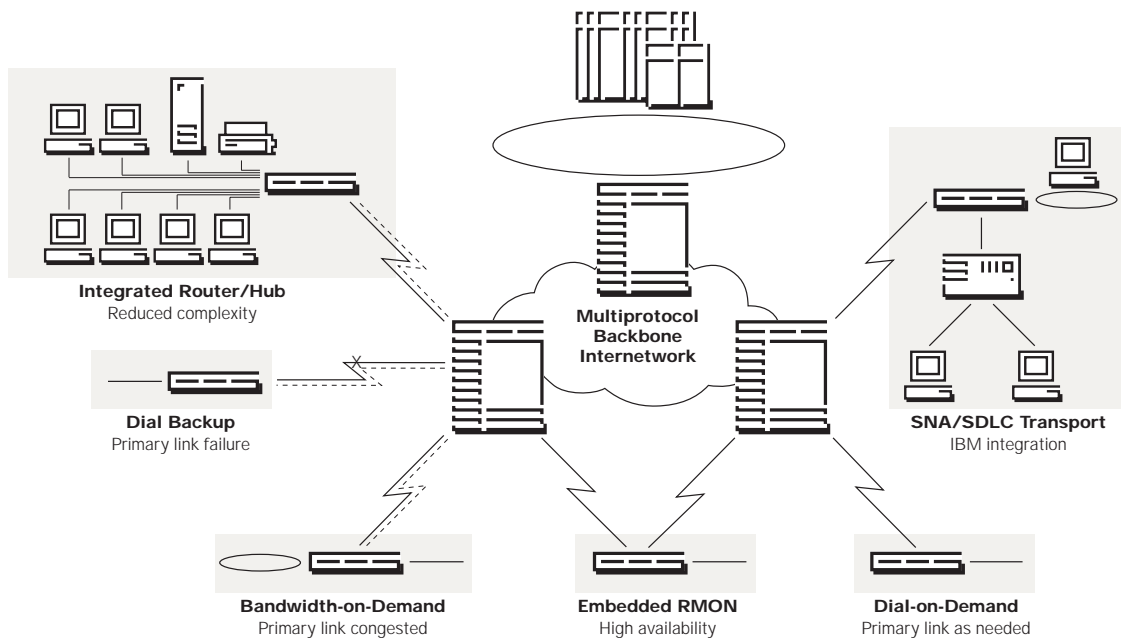 Integrated Router/Hub
Reduced complexity
Multiprotocol
Backbone
Internetwork
Dial Backup
Primary link failure
X
SNA/SDLC Transport
IBM integration
Bandwidth-on-Demand
Primary link congested
Embedded RMON
High availability
Dial-on-Demand
Primary link as needed